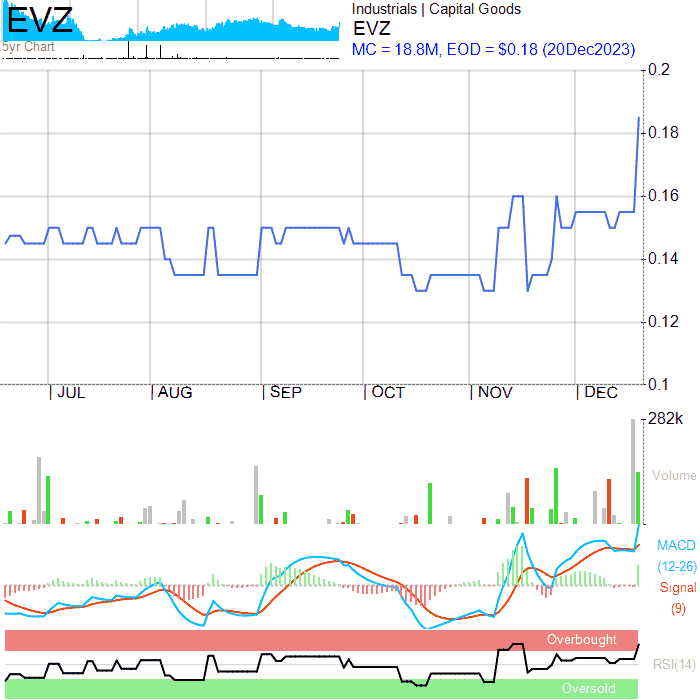 EVZ
5yr Chart
Industrials | Capital Goods
EVZ
MC = 18.8M, EOD = $0.18 (20Dec2023)
0.2
0.18
0.16
0.14
0.12
0.1
JUL AUG SEP OCT NOV DEC
282k
Volume
MACD
(12-26)
Signal
(9)
Overbought
RSI(14)
Oversold